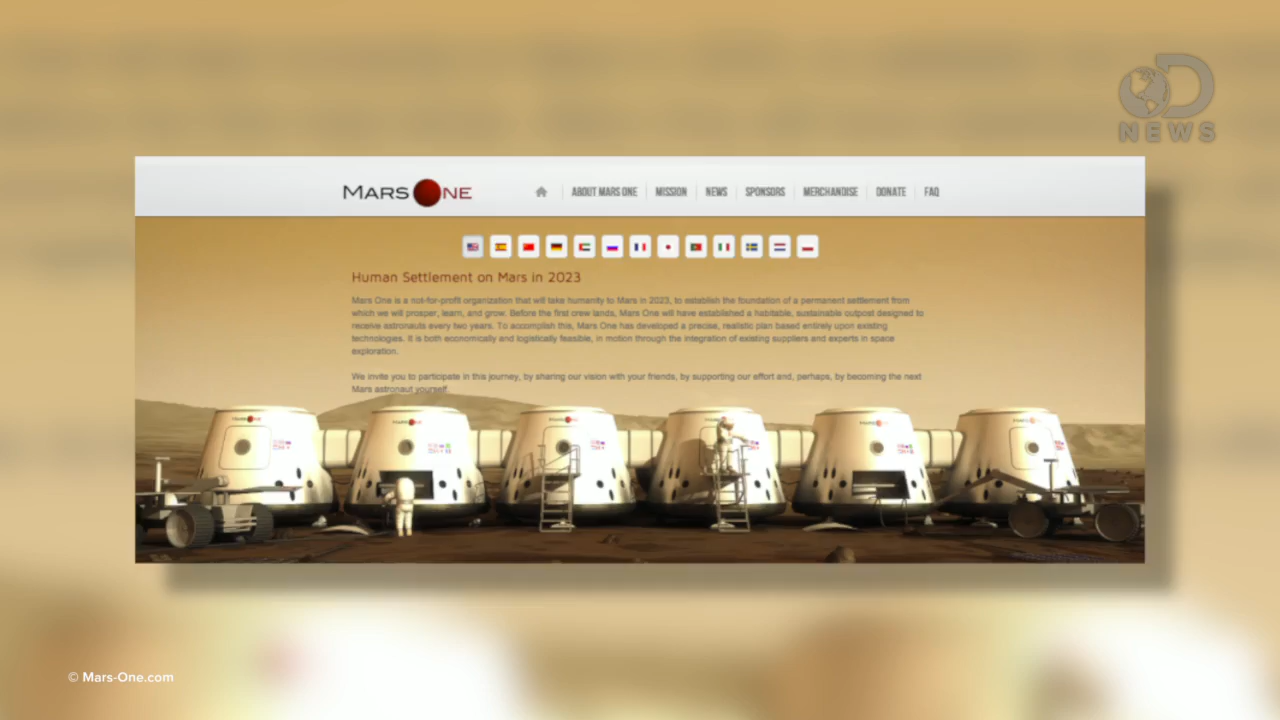 NEWS
MARS ONE
ABOUT MARS ONE MISSION NEWS SPONSORS MERCHANDISE DONATE FAQ
Human Settlement on Mars in 2023
Mars One is a not-for-profit organization that will take humanity to Mars in 2023, to establish the foundation of a permanent settlement from
which we will prosper, learn, and grow. Before the first crew lands, Mars One will have established a habitable, sustainable outpost designed to
receive astronauts every two years. To accomplish this, Mars One has developed a precise, realistic plan based entirely upon existing
technologies. It is both economically and logistically feasible, in motion through the integration of existing suppliers and experts in space
exploration.
We invite you to participate in this journey, by sharing our vision with your friends, by supporting our effort and, perhaps, by becoming the next
Mars astronaut yourself.
© Mars-One.com